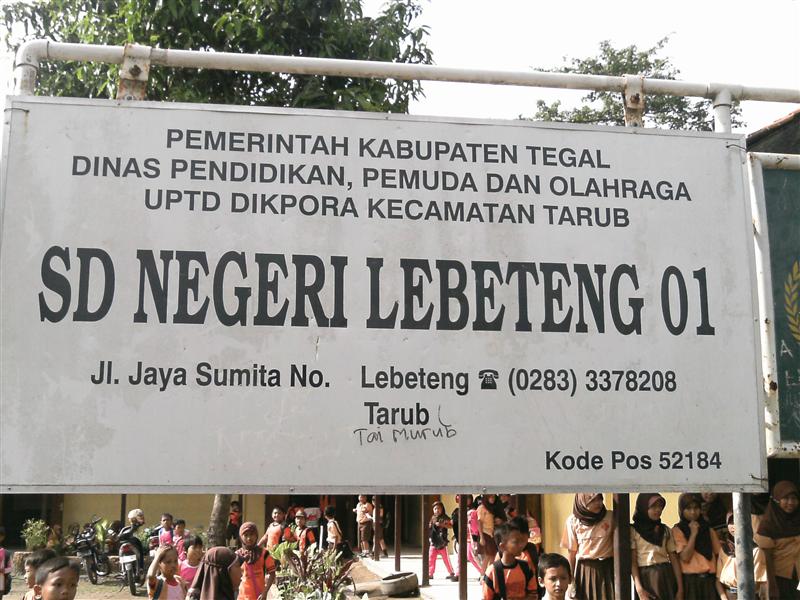 PEMERINTAH KABUPATEN TEGAL
DINAS PENDIDIKAN, PEMUDA DAN OLAHRAGA
UPTD DIKPORA KECAMATAN TARUB
SD NEGERI LEBETENG 01
Jl. Jaya Sumita No. Lebeteng ☎ (0283) 3378208
Tarub
Tai Murub
Kode Pos 52184